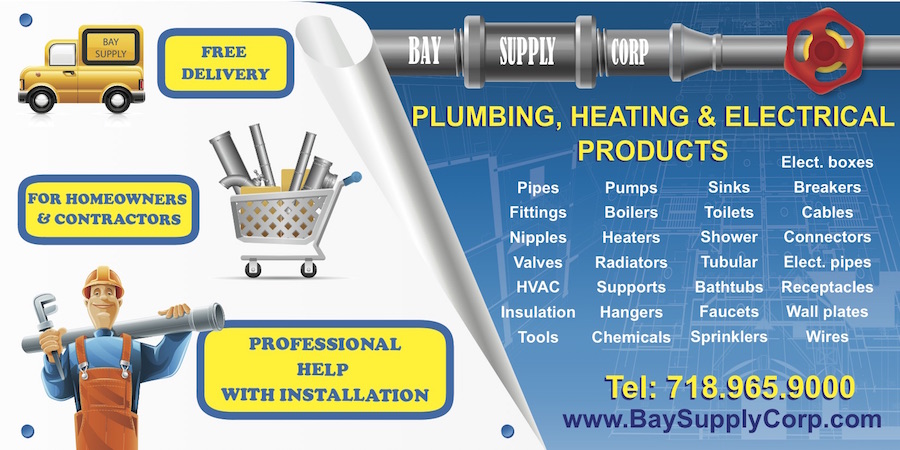 BAY
SUPPLY
FREE
DELIVERY
FOR HOMEOWNERS
& CONTRACTORS
PROFESSIONAL
HELP
WITH INSTALLATION
BAY SUPPLY CORP
PLUMBING, HEATING & ELECTRICAL
PRODUCTS
Pipes
Fittings
Nipples
Valves
HVAC
Insulation
Tools
Pumps
Boilers
Heaters
Radiators
Supports
Hangers
Chemicals
Sinks
Toilets
Shower
Tubular
Bathtubs
Faucets
Sprinklers
Elect. boxes
Breakers
Cables
Connectors
Elect. pipes
Receptacles
Wall plates
Wires
Tel: 718.965.9000
www.BaySupplyCorp.com